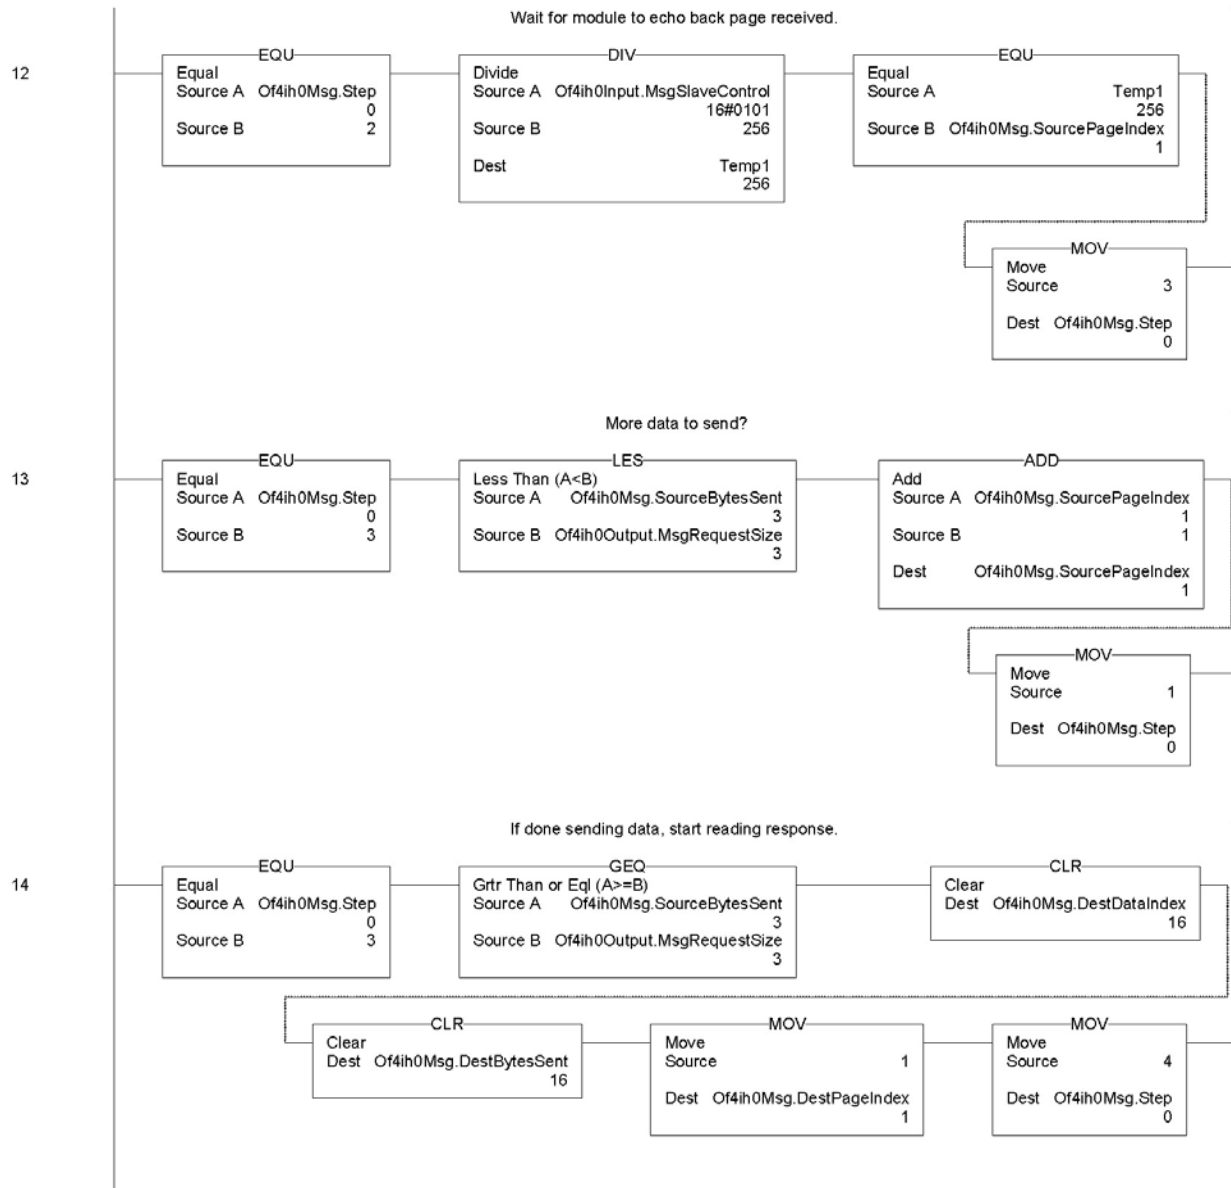 Wait for module to echo back page received.
12
EQU
Equal
Source A Of4ih0Msg.Step
0
Source B 2
DIV
Divide
Source A Of4ih0Input.MsgSlaveControl
16#0101
Source B 256
Dest Temp1
256
EQU
Equal
Source A Temp1
256
Source B Of4ih0Msg.SourcePageIndex
1
MOV
Move
Source 3
Dest Of4ih0Msg.Step
0
More data to send?
13
EQU
Equal
Source A Of4ih0Msg.Step
0
Source B 3
LES
Less Than (A<B)
Source A Of4ih0Msg.SourceBytesSent
3
Source B Of4ih0Output.MsgRequestSize
3
ADD
Add
Source A Of4ih0Msg.SourcePageIndex
1
Source B 1
Dest Of4ih0Msg.SourcePageIndex
1
MOV
Move
Source 1
Dest Of4ih0Msg.Step
0
If done sending data, start reading response.
14
EQU
Equal
Source A Of4ih0Msg.Step
0
Source B 3
GEQ
Grtr Than or Eql (A>=B)
Source A Of4ih0Msg.SourceBytesSent
3
Source B Of4ih0Output.MsgRequestSize
3
CLR
Clear
Dest Of4ih0Msg.DestDataIndex
16
CLR
Clear
Dest Of4ih0Msg.DestBytesSent
16
MOV
Move
Source 1
Dest Of4ih0Msg.DestPageIndex
1
MOV
Move
Source 4
Dest Of4ih0Msg.Step
0